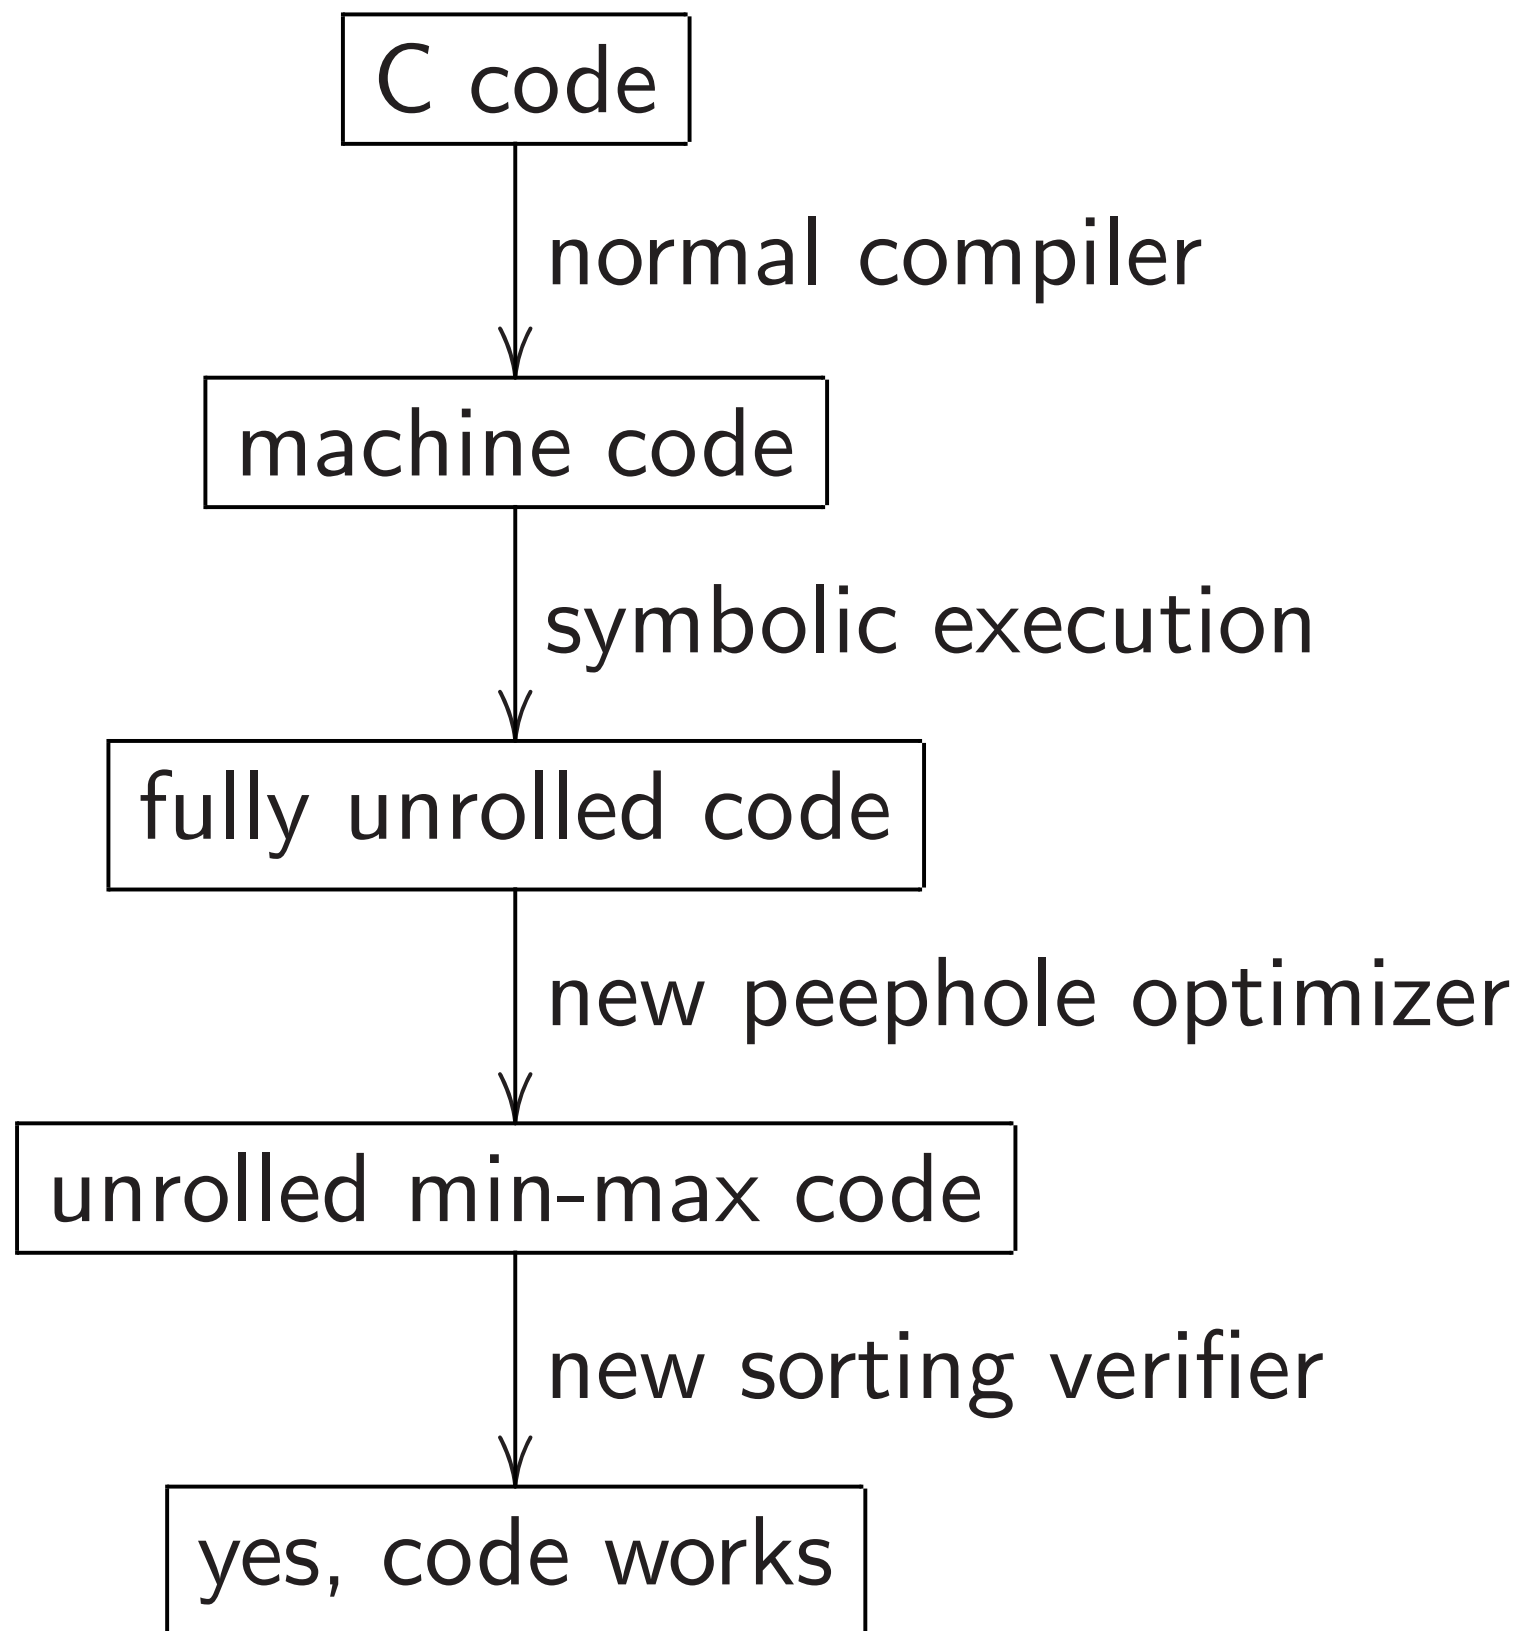 C code
normal compiler
machine code
symbolic execution
fully unrolled code
new peephole optimizer
unrolled min-max code
new sorting verifier
yes, code works